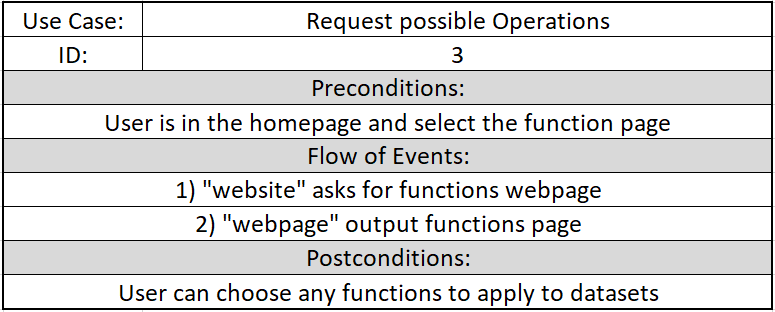 Use Case: Request possible Operations
ID: 3
Preconditions:
User is in the homepage and select the function page
Flow of Events:
1) "website" asks for functions webpage
2) "webpage" output functions page
Postconditions:
User can choose any functions to apply to datasets